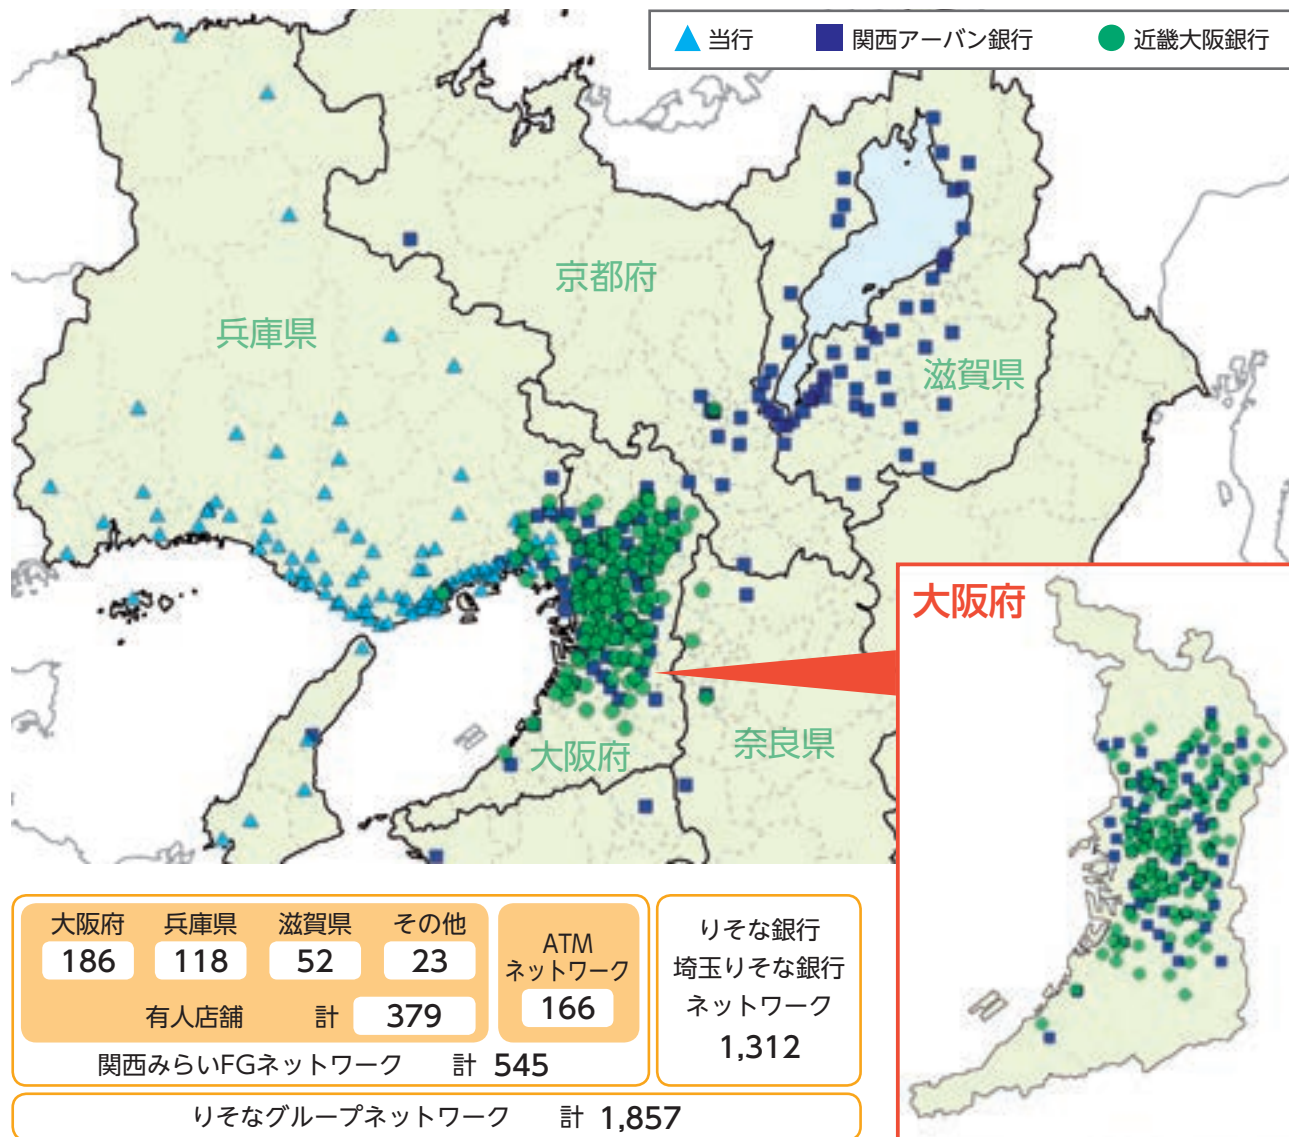 当行 関西アーバン銀行 近畿大阪銀行
京都府
兵庫県
滋賀県
大阪府
奈良県
大阪府
大阪府 兵庫県 滋賀県 その他
186 118 52 23
有人店舗 計 379
ATM
ネットワーク
166
関西みらいFGネットワーク 計 545
りそな銀行
埼玉りそな銀行
ネットワーク
1,312
りそなグループネットワーク 計 1,857